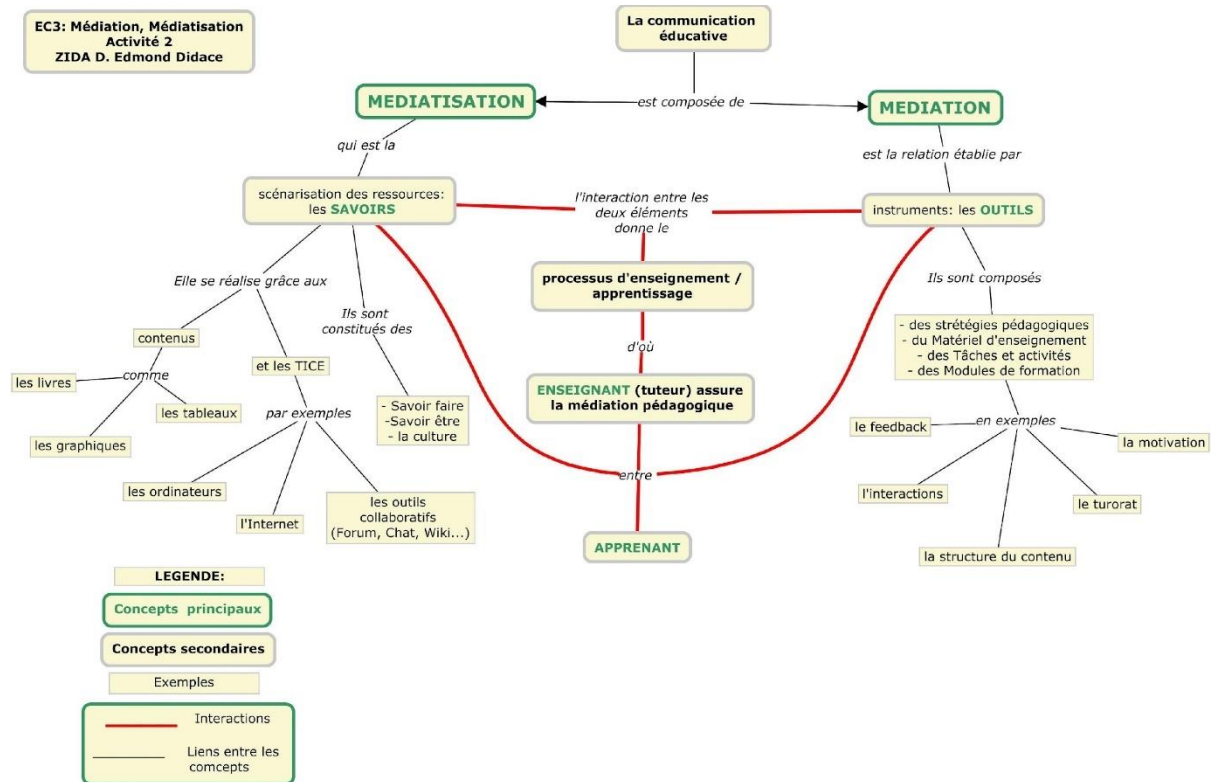 EC3: Médiation, Médiatisation
Activité 2
ZIDA D. Edmond Didace
La communication
éducative
MEDIATISATION
est composée de
MEDIATION
qui est la
est la relation établie par
scénarisation des ressources:
les SAVOIRS
l'interaction entre les
deux éléments
donne le
instruments: les OUTILS
Elle se réalise grâce aux
Ils sont
constitués des
processus d'enseignement /
apprentissage
Ils sont composés
contenus
et les TICE
d'où
- des strétégies pédagogiques
- du Matériel d'enseignement
- des Tâches et activités
- des Modules de formation
les livres
comme
les tableaux
les graphiques
par exemples
- Savoir faire
-Savoir être
- la culture
ENSEIGNANT (tuteur) assure
la médiation pédagogique
le feedback
en exemples
la motivation
les ordinateurs
l'Internet
les outils
collaboratifs
(Forum, Chat, Wiki...)
entre
l'interactions
le turorat
la structure du contenu
APPRENANT
LEGENDE:
Concepts principaux
Concepts secondaires
Exemples
Interactions
Liens entre les
comcepts